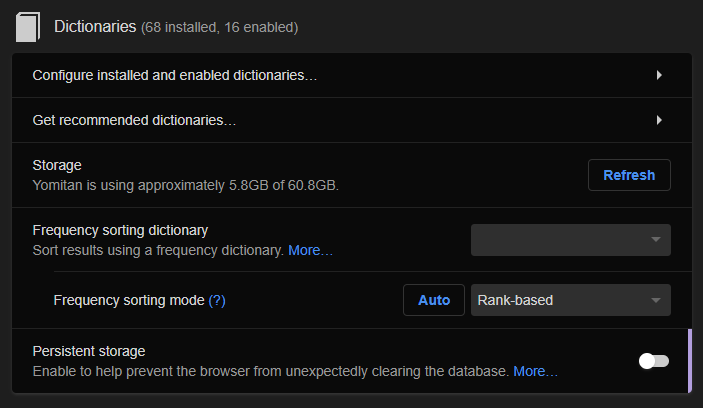 Dictionaries (68 installed, 16 enabled)
Configure installed and enabled dictionaries…
Get recommended dictionaries…
Storage
Yomitan is using approximately 5.8GB of 60.8GB.
Refresh
Frequency sorting dictionary
Sort results using a frequency dictionary. More…
Frequency sorting mode (?)
Auto
Rank-based
Persistent storage
Enable to help prevent the browser from unexpectedly clearing the database. More…